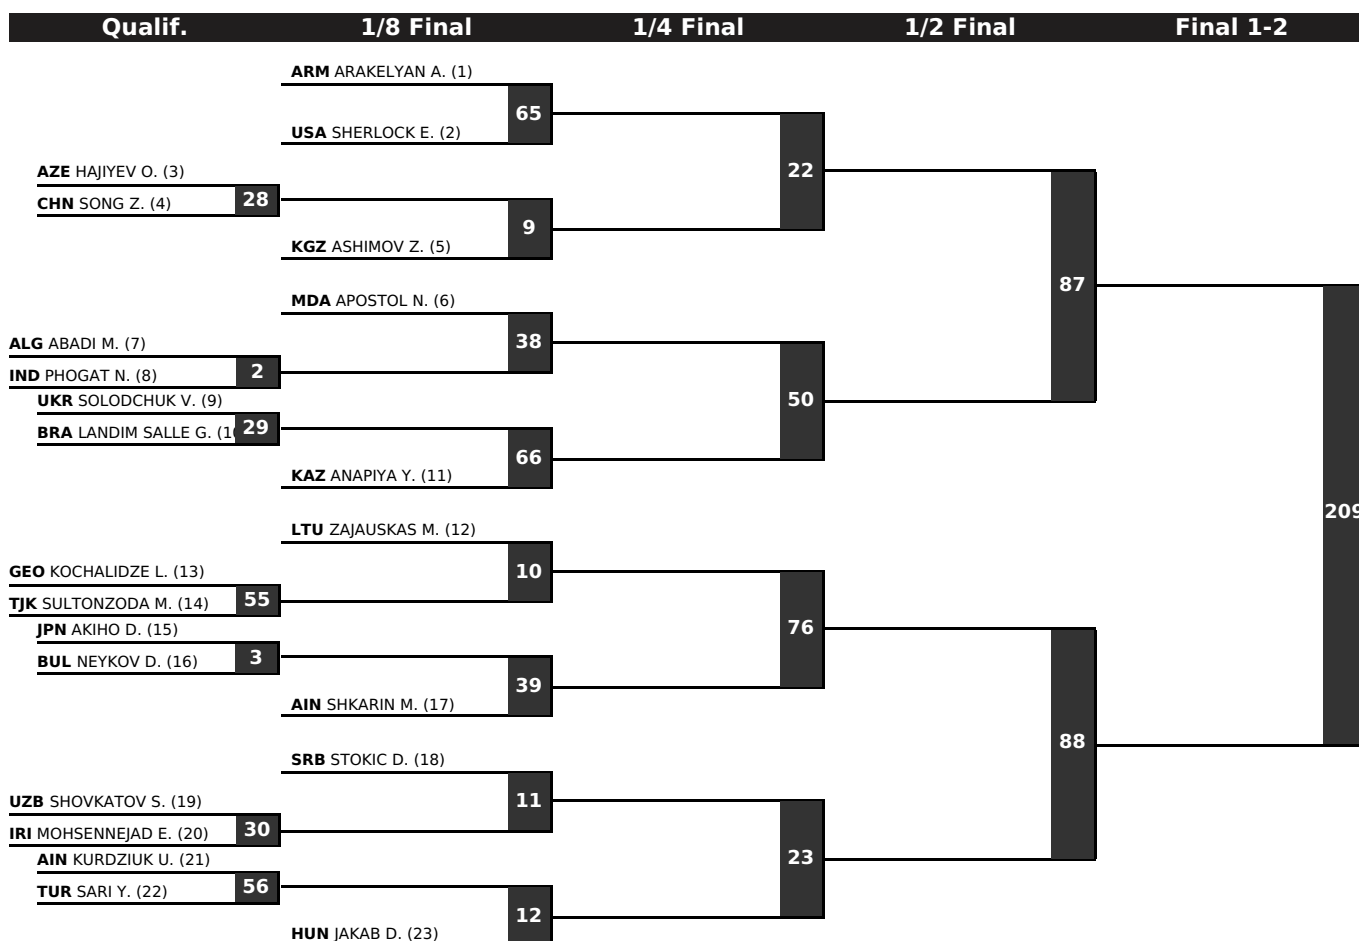 Qualif. 1/8 Final 1/4 Final 1/2 Final Final 1-2
ARM ARAKELYAN A. (1)
65
USA SHERLOCK E. (2)
22
AZE HAJIYEV O. (3)
CHN SONG Z. (4)
28
9
KGZ ASHIMOV Z. (5)
87
MDA APOSTOL N. (6)
38
ALG ABADI M. (7)
IND PHOGAT N. (8)
2
50
UKR SOLODCHUK V. (9)
BRA LANDIM SALLE G. (10
29
66
KAZ ANAPIYA Y. (11)
209
LTU ZAJAUSKAS M. (12)
10
GEO KOCHALIDZE L. (13)
TJK SULTONZODA M. (14)
55
76
JPN AKIHO D. (15)
BUL NEYKOV D. (16)
3
39
AIN SHKARIN M. (17)
88
SRB STOKIC D. (18)
11
UZB SHOVKATOV S. (19)
IRI MOHSENNEJAD E. (20)
30
23
AIN KURDZIUK U. (21)
TUR SARI Y. (22)
56
12
HUN JAKAB D. (23)